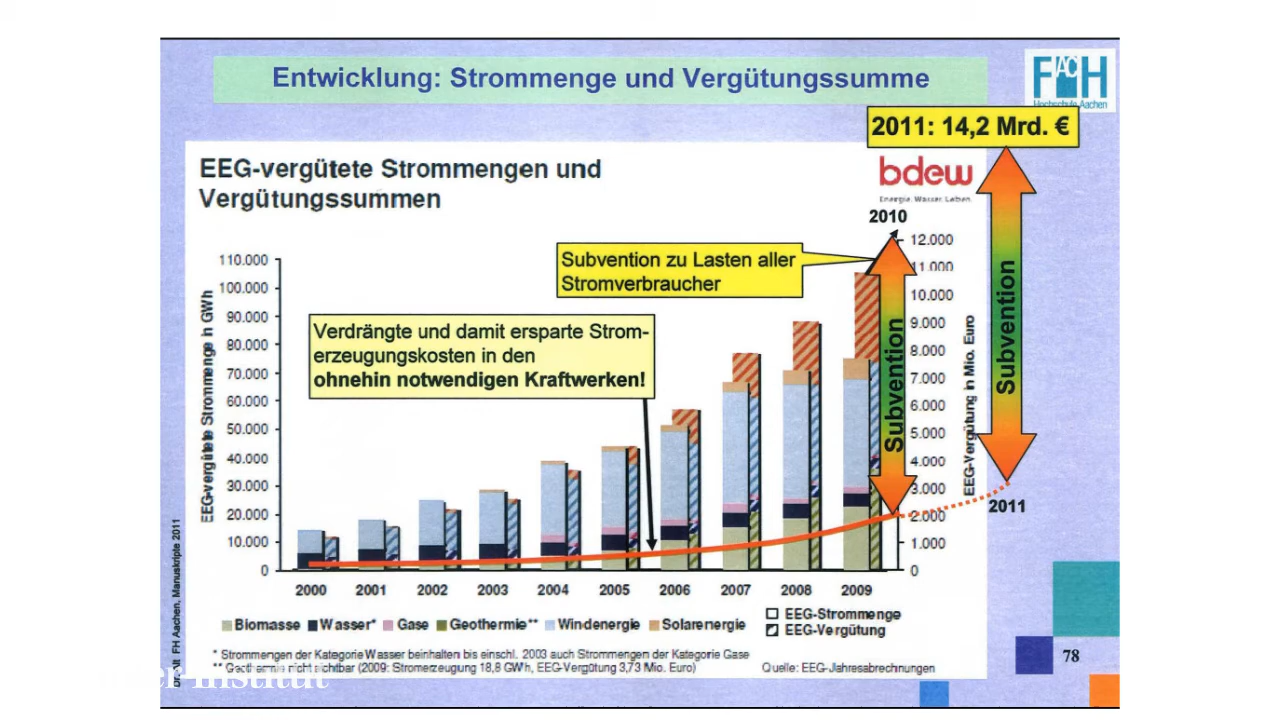 Entwicklung: Strommenge und Vergütungssumme
FACH
Hochschule Aachen
2011: 14,2 Mrd. €
EEG-vergütete Strommengen und
Vergütungssummen
bdew
Energie. Wasser. Leben.
2010
Subvention zu Lasten aller
Stromverbraucher
Verdrängte und damit ersparte Strom-
erzeugungskosten in den
ohnehin notwendigen Kraftwerken!
EEG-vergütete Strommenge in GWh
110.000
100.000
90.000
80.000
70.000
60.000
50.000
40.000
30.000
20.000
10.000
0
12.000
11.000
10.000
9.000
8.000
7.000
6.000
5.000
4.000
3.000
2.000
1.000
0
EEG-Vergütung in Mio. Euro
Subvention
Subvention
2011
2000 2001 2002 2003 2004 2005 2006 2007 2008 2009
Biomasse Wasser* Gase Geothermie** Windenergie Solarenergie
EEG-Strommenge
EEG-Vergütung
* Strommengen der Kategorie Wasser beinhalten bis einschl. 2003 auch Strommengen der Kategorie Gase
** Geothermie nicht sichtbar (2009: Stromerzeugung 18,8 GWh, EEG-Vergütung 3,73 Mio. Euro)
Quelle: EEG-Jahresabrechnungen
FH Aachen, Manuskripte 2011
78
Institut